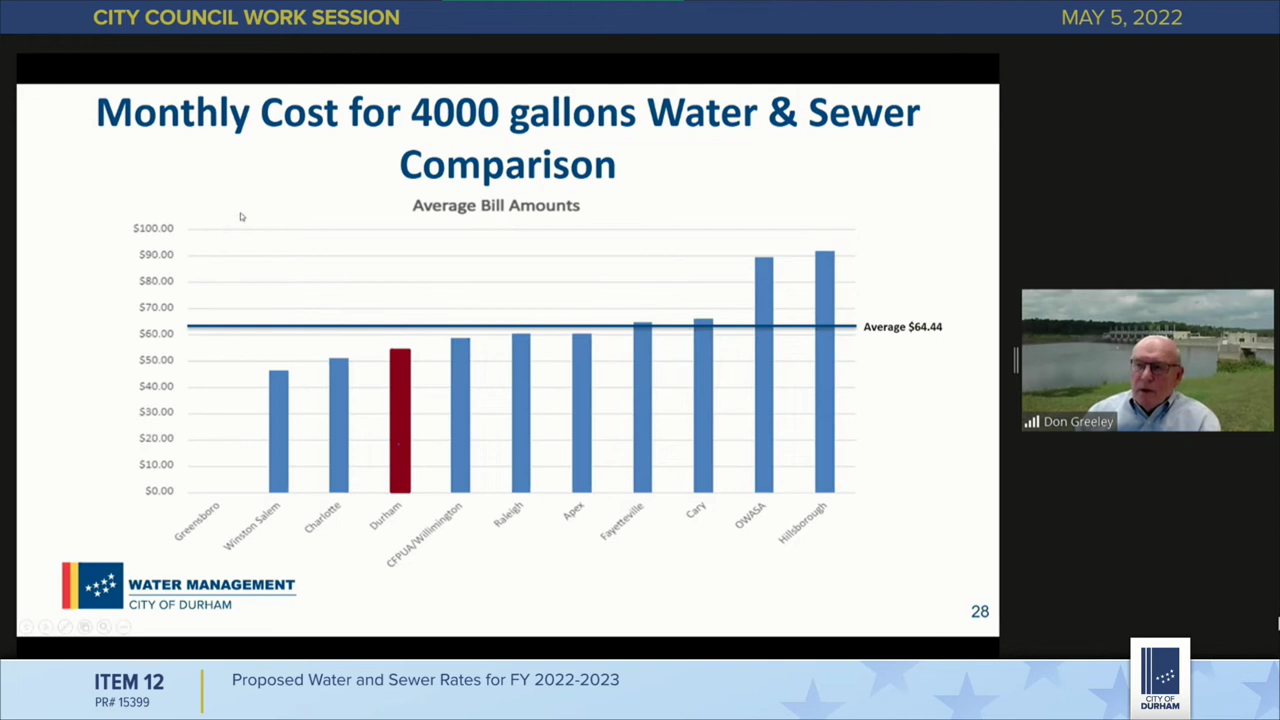 CITY COUNCIL WORK SESSION
MAY 5, 2022
Monthly Cost for 4000 gallons Water & Sewer
Comparison
Average Bill Amounts
$100.00
$90.00
$80.00
$70.00
$60.00
$50.00
$40.00
$30.00
$20.00
$10.00
$0.00
Average $64.44
Greensboro
Winston Salem
Charlotte
Durham
CFPUA/Willimington
Raleigh
Apex
Fayetteville
Cary
OWASA
Hillsborough
WATER MANAGEMENT
CITY OF DURHAM
28
Don Greeley
ITEM 12
PR# 15399
Proposed Water and Sewer Rates for FY 2022-2023
CITY OF
DURHAM